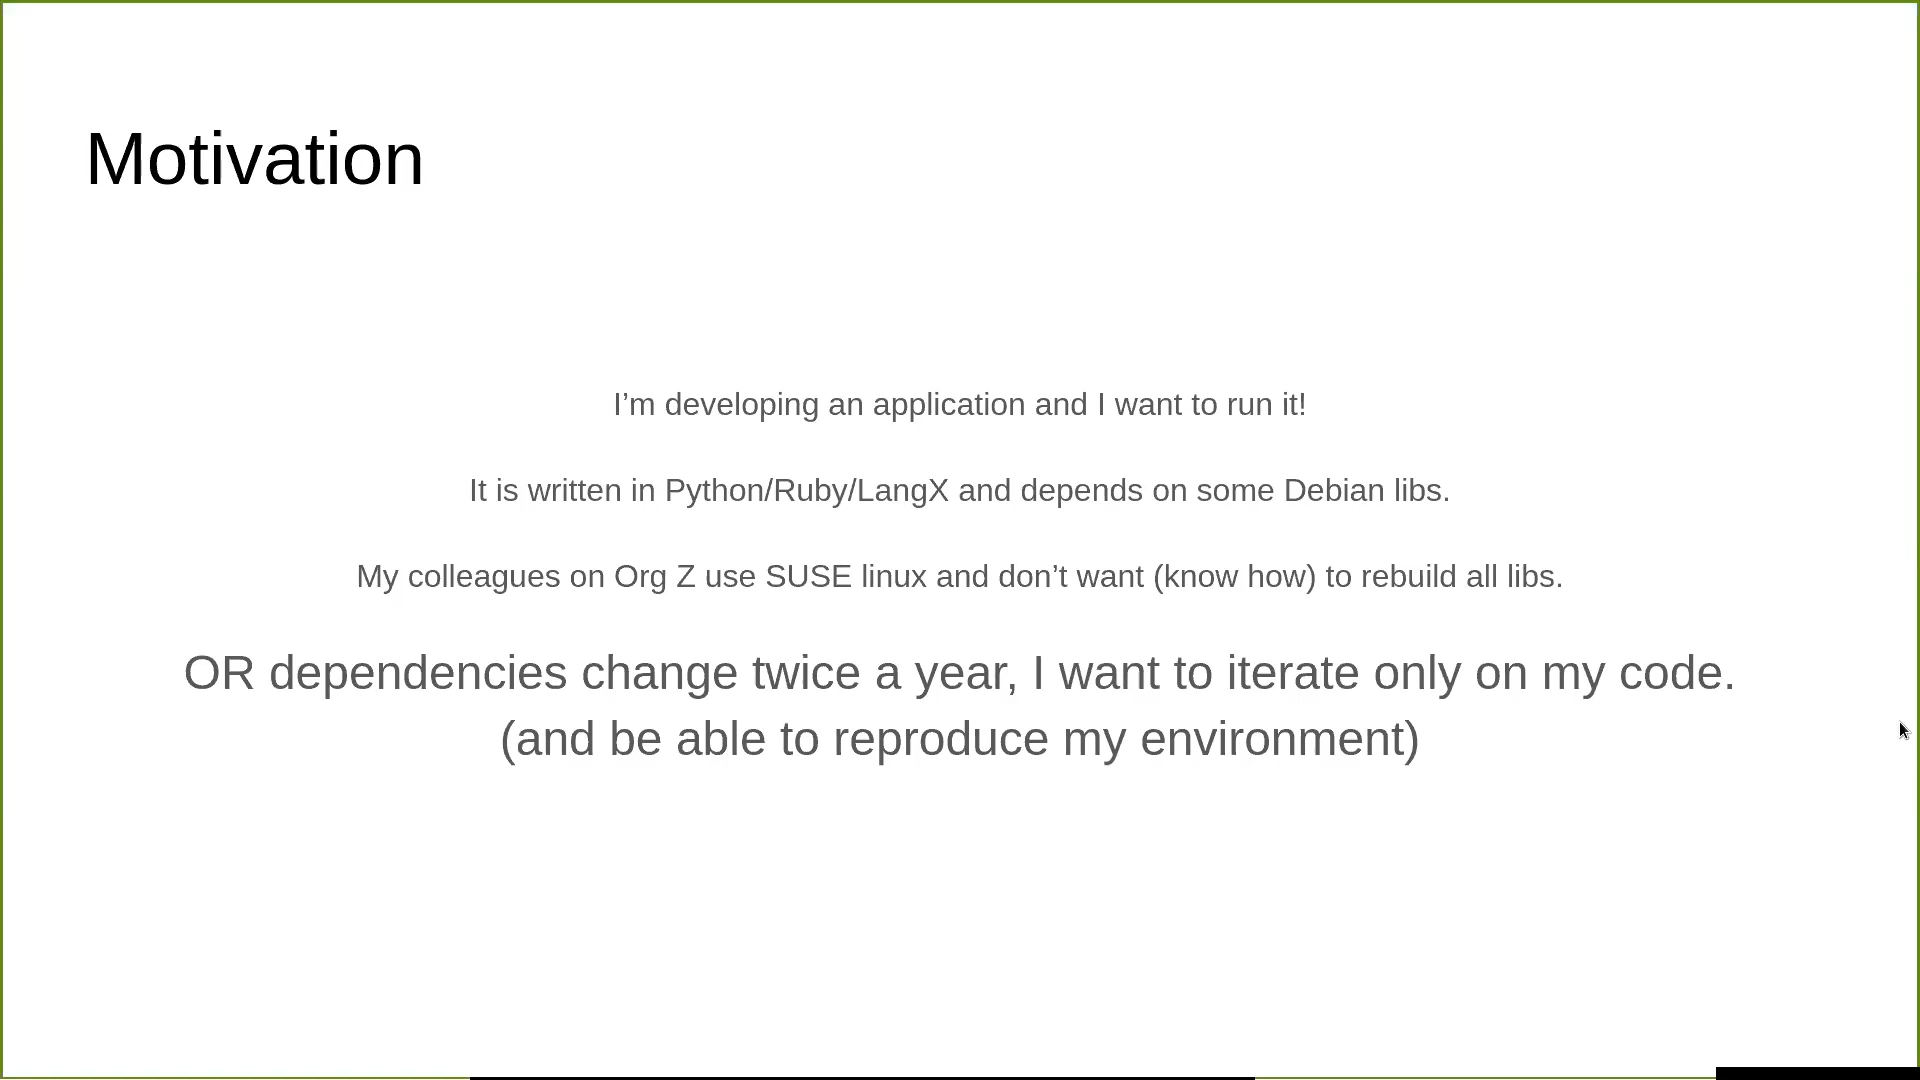 Motivation
I’m developing an application and I want to run it!
It is written in Python/Ruby/LangX and depends on some Debian libs.
My colleagues on Org Z use SUSE linux and don’t want (know how) to rebuild all libs.
OR dependencies change twice a year, I want to iterate only on my code.
(and be able to reproduce my environment)